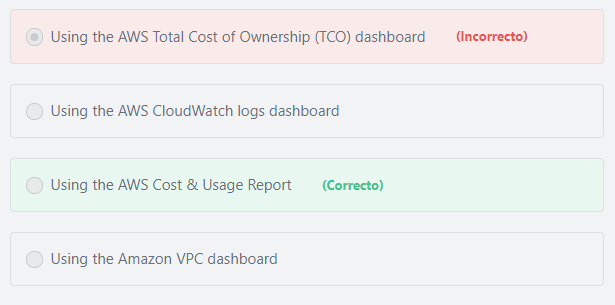 Using the AWS Total Cost of Ownership (TCO) dashboard (Incorrecto)
Using the AWS CloudWatch logs dashboard
Using the AWS Cost & Usage Report (Correcto)
Using the Amazon VPC dashboard